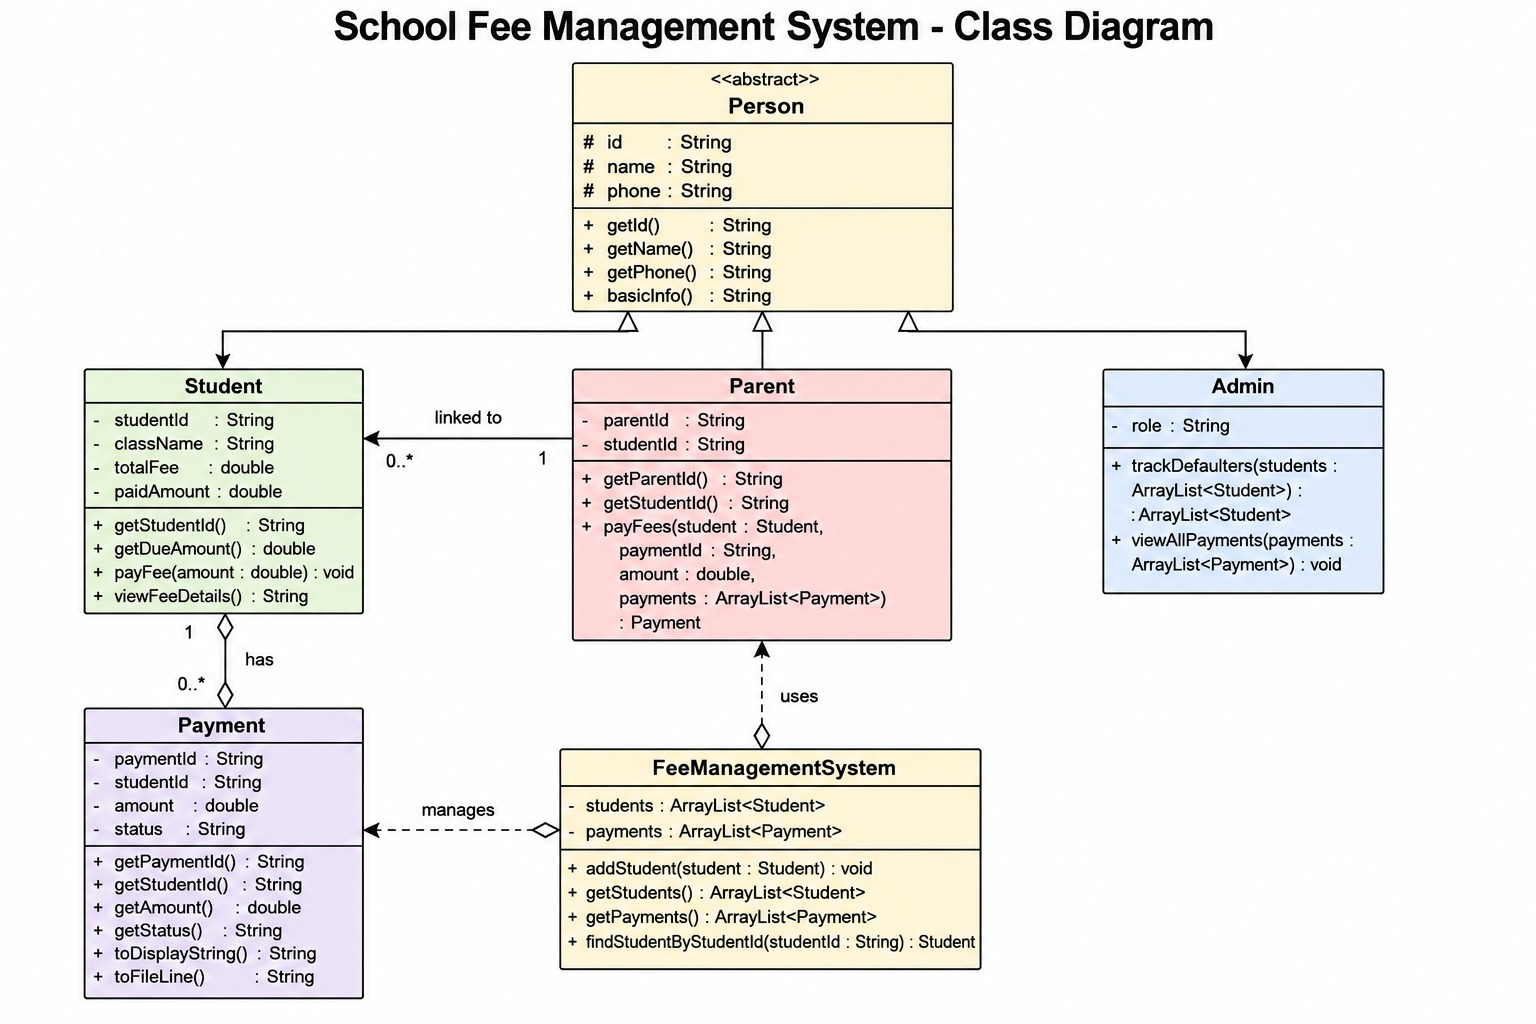 School Fee Management System - Class Diagram
<<abstract>>
Person
# id : String
# name : String
# phone : String
+ getId() : String
+ getName() : String
+ getPhone() : String
+ basicInfo() : String
Student
- studentId : String
- className : String
- totalFee : double
- paidAmount : double
+ getStudentId() : String
+ getDueAmount() : double
+ payFee(amount : double) : void
+ viewFeeDetails() : String
linked to
0..*
1
Parent
- parentId : String
- studentId : String
+ getParentId() : String
+ getStudentId() : String
+ payFees(student : Student,
paymentId : String,
amount : double,
payments : ArrayList<Payment>)
: Payment
Admin
- role : String
+ trackDefaulters(students :
ArrayList<Student>) :
: ArrayList<Student>
+ viewAllPayments(payments :
ArrayList<Payment>) : void
1
has
0..*
uses
Payment
- paymentId : String
- studentId : String
- amount : double
- status : String
+ getPaymentId() : String
+ getStudentId() : String
+ getAmount() : double
+ getStatus() : String
+ toDisplayString() : String
+ toFileLine() : String
manages
FeeManagementSystem
- students : ArrayList<Student>
- payments : ArrayList<Payment>
+ addStudent(student : Student) : void
+ getStudents() : ArrayList<Student>
+ getPayments() : ArrayList<Payment>
+ findStudentByStudentId(studentId : String) : Student